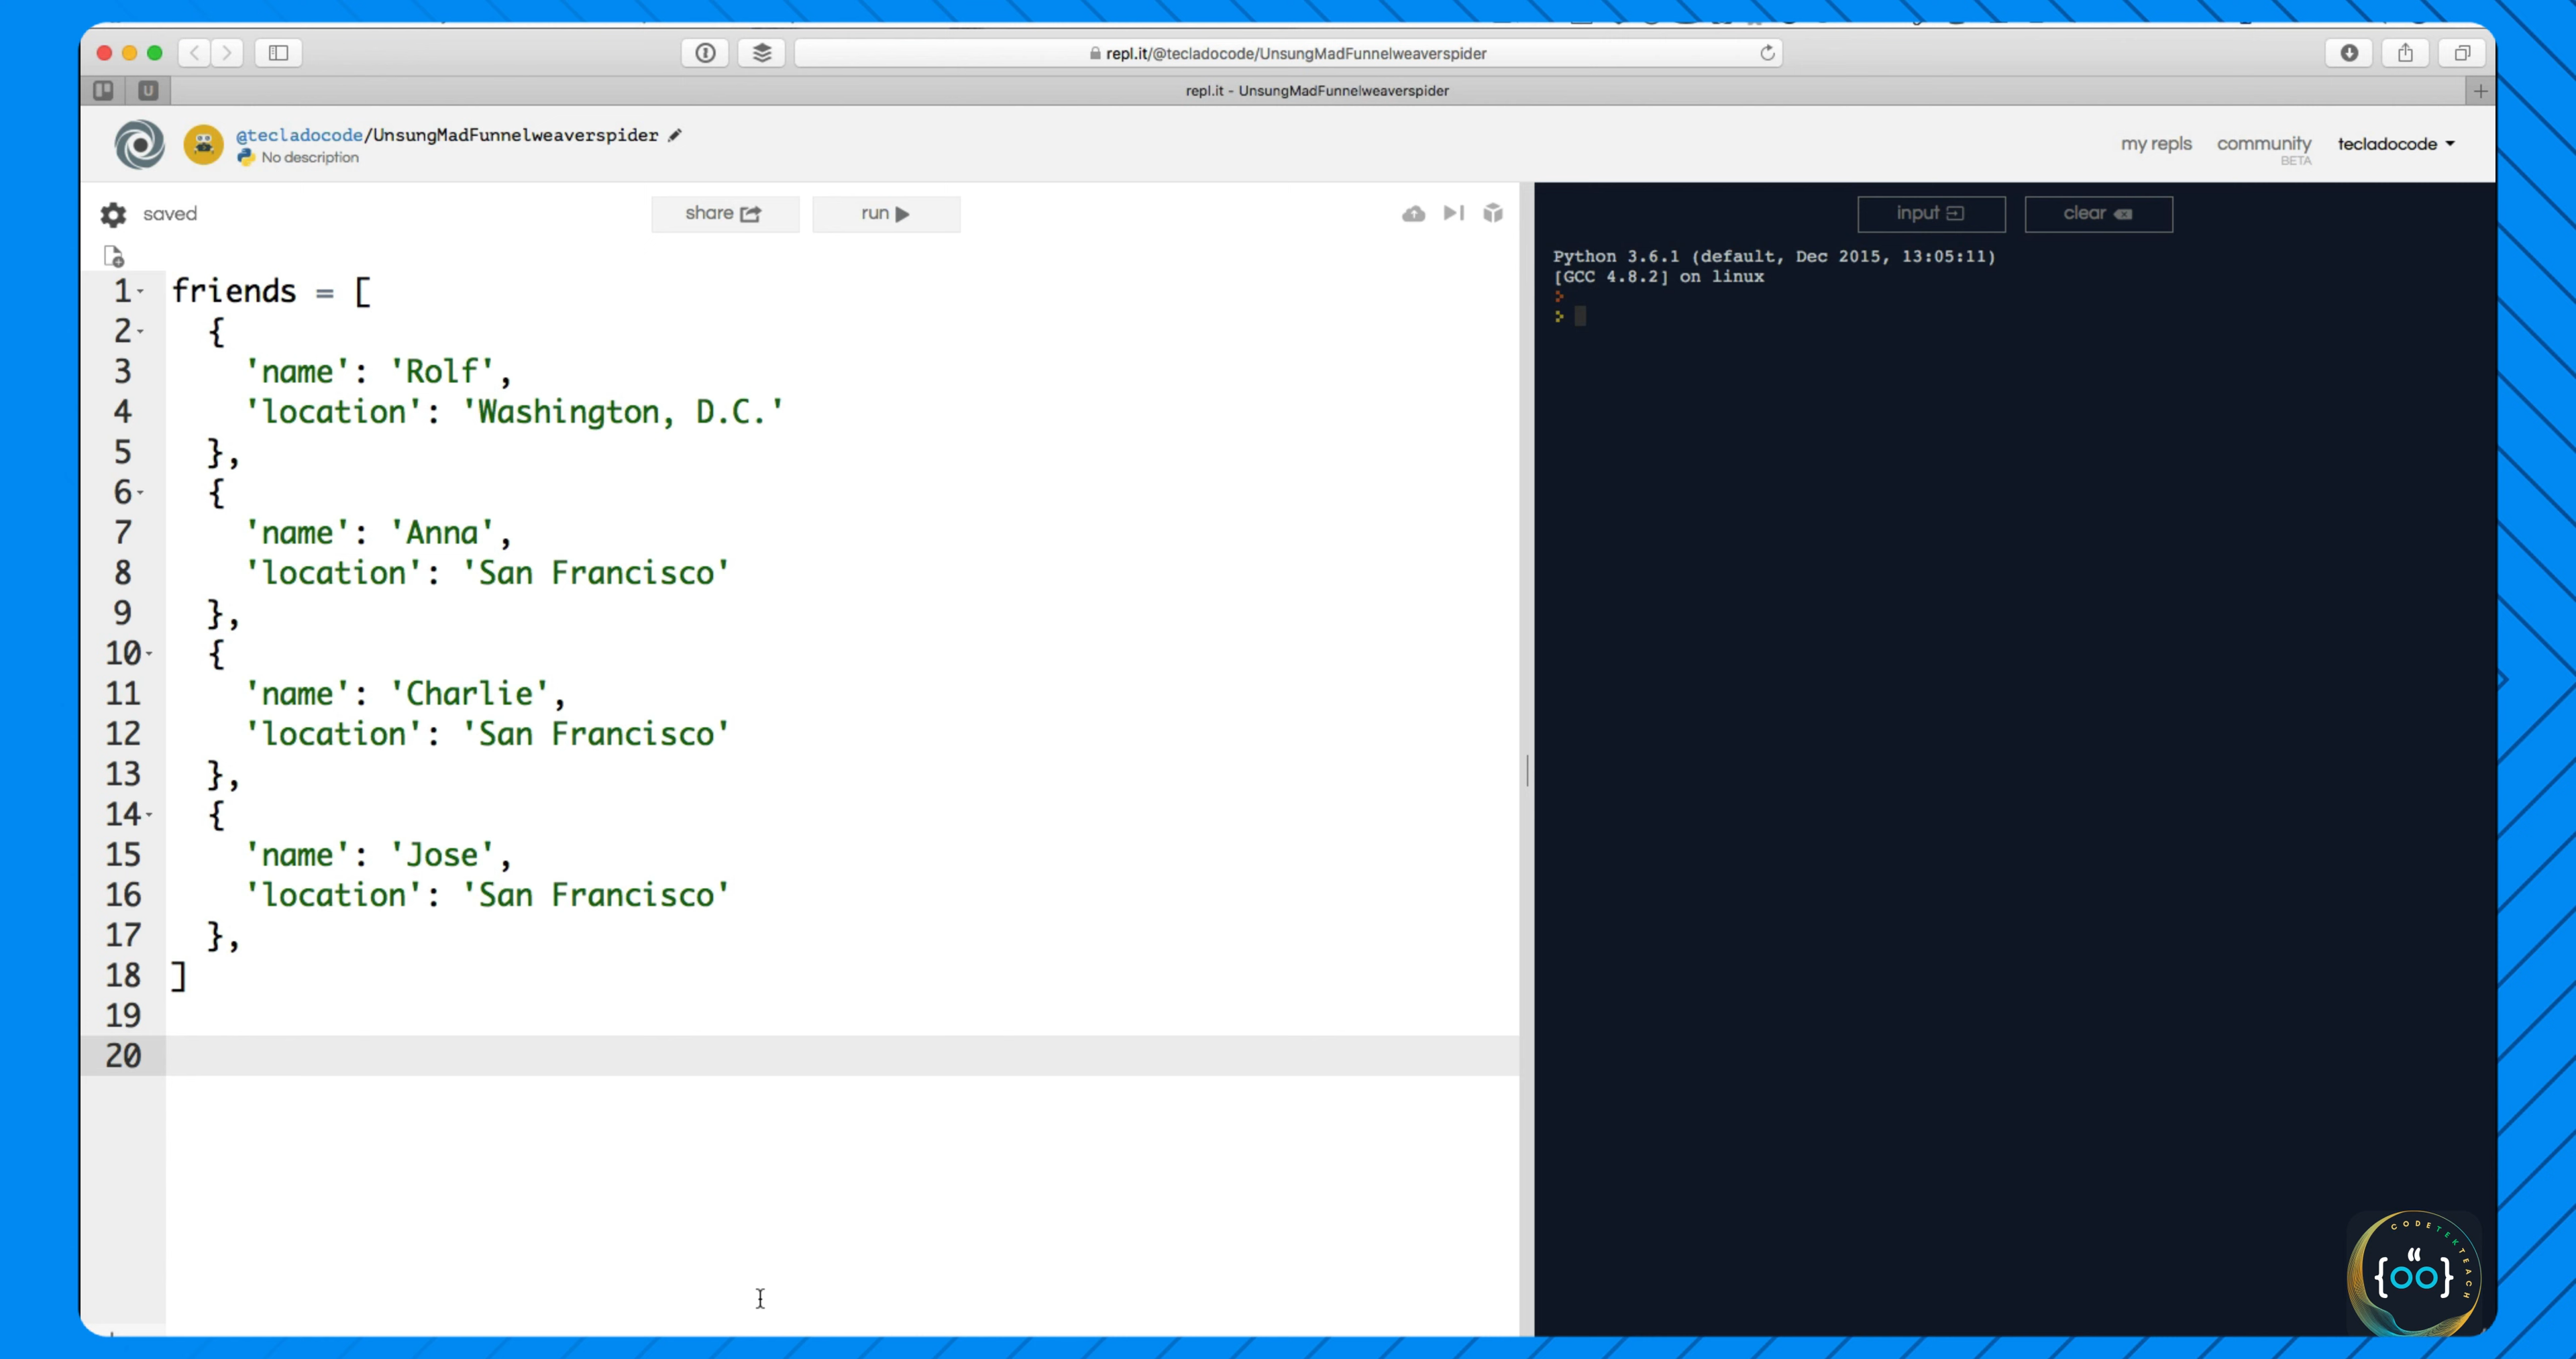 repl.it/@tecladocode/UnsungMadFunnelweaverspider
U
repl.it - UnsungMadFunnelweaverspider
@tecladocode/UnsungMadFunnelweaverspider
No description
my repls community tecladocode
BETA
saved share run
input clear
1 friends = [
2 {
3 'name': 'Rolf',
4 'location': 'Washington, D.C.'
5 },
6 {
7 'name': 'Anna',
8 'location': 'San Francisco'
9 },
10 {
11 'name': 'Charlie',
12 'location': 'San Francisco'
13 },
14 {
15 'name': 'Jose',
16 'location': 'San Francisco'
17 },
18 ]
19
20
Python 3.6.1 (default, Dec 2015, 13:05:11)
[GCC 4.8.2] on linux
CODETEKTEACH